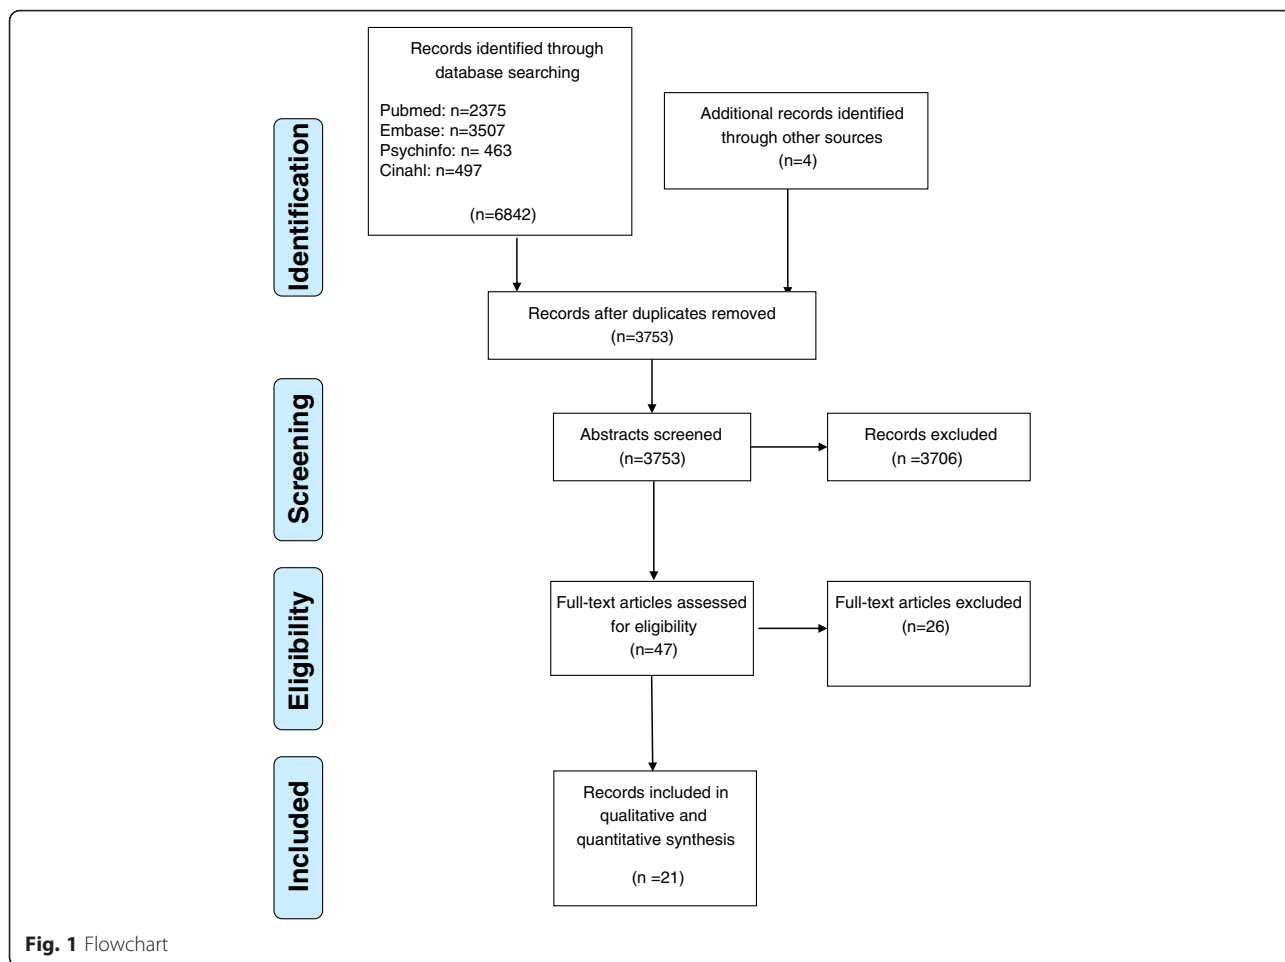 Records identified through
database searching
Pubmed: n=2375
Embase: n=3507
Psychinfo: n= 463
Cinahl: n=497
(n=6842)
Additional records identified
through other sources
(n=4)
Identification
Records after duplicates removed
(n=3753)
Screening
Abstracts screened
(n=3753)
Records excluded
(n =3706)
Eligibility
Full-text articles assessed
for eligibility
(n=47)
Full-text articles excluded
(n=26)
Included
Records included in
qualitative and
quantitative synthesis
(n =21)
Fig. 1 Flowchart